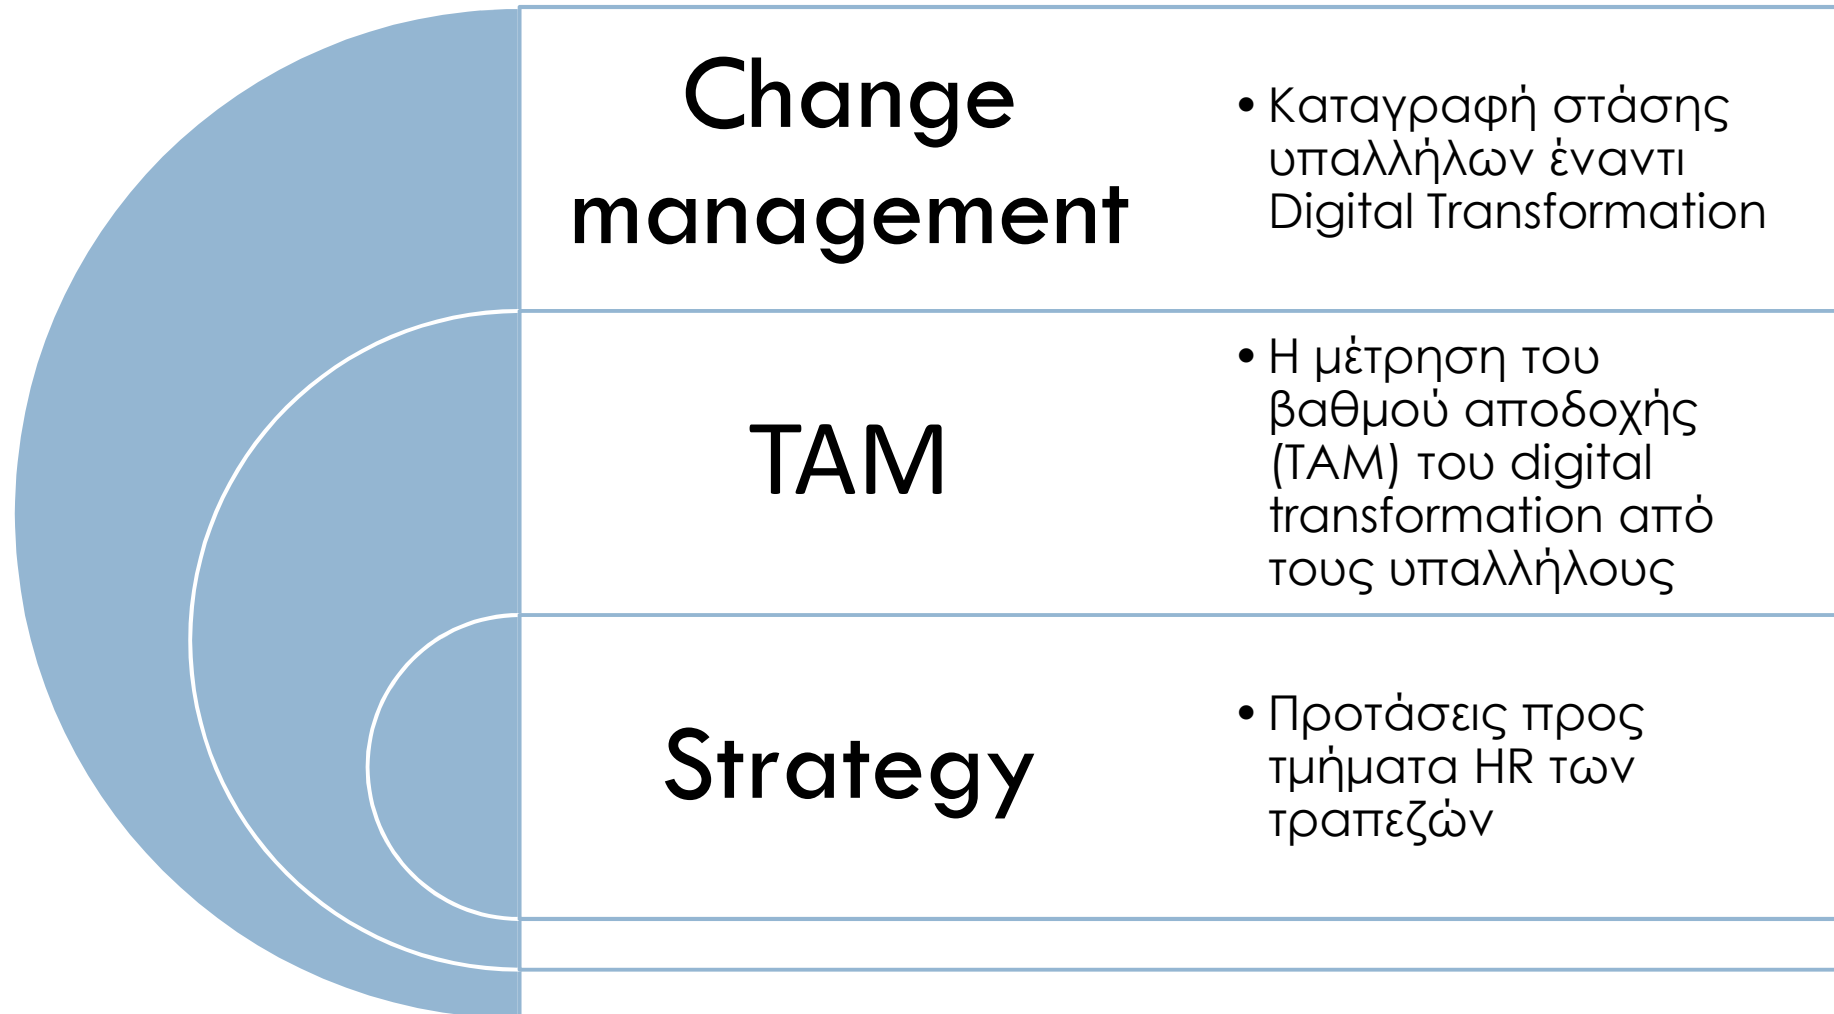 Change
management
• Καταγραφή στάσης
υπαλλήλων έναντι
Digital Transformation
TAM
• Η μέτρηση του
βαθμού αποδοχής
(TAM) του digital
transformation από
τους υπαλλήλους
Strategy
• Προτάσεις προς
τμήματα HR των
τραπεζών